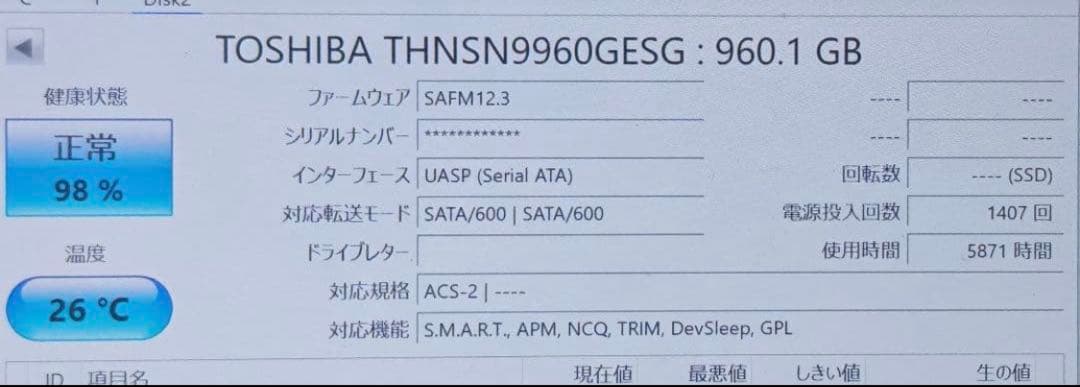 Disk2
TOSHIBA THNSN9960GESG : 960.1 GB
健康状態
正常
98 %
温度
26 °C
ファームウェア SAFM12.3
シリアルナンバー ************
インターフェース UASP (Serial ATA)
対応転送モード SATA/600 | SATA/600
ドライブレター
対応規格 ACS-2 | ----
対応機能 S.M.A.R.T., APM, NCQ, TRIM, DevSleep, GPL
---- ----
---- ----
回転数 ---- (SSD)
電源投入回数 1407 回
使用時間 5871 時間
ID 項目名 現在値 最悪値 しきい値 生の値